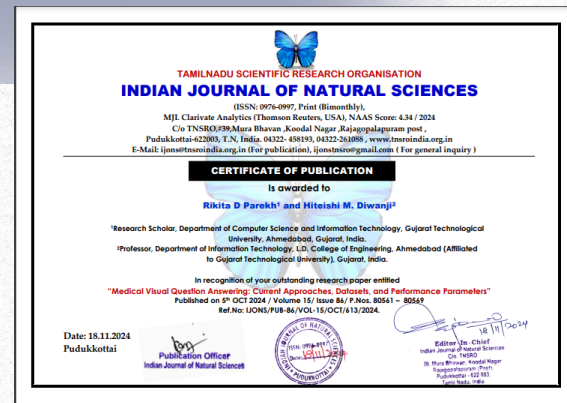 TAMILNADU SCIENTIFIC RESEARCH ORGANISATION
INDIAN JOURNAL OF NATURAL SCIENCES
(ISSN: 0976-0997, Print (Bimonthly),
MJL Clarivate Analytics (Thomson Reuters, USA), NAAS Score: 4.34 / 2024
C/o TNSRO,#39,Mura Bhavan ,Koodal Nagar ,Rajagopalapuram post ,
Pudukkottai-622003, T.N, India. 04322- 458193, 04322-261088 , www.tnsroindia.org.in
E-Mail: ijons@tnsroindia.org.in (For publication), ijonstnsro@gmail.com ( For general inquiry )
CERTIFICATE OF PUBLICATION
Is awarded to
Rikita D Parekh¹ and Hiteishi M. Diwanji²
¹Research Scholar, Department of Computer Science and Information Technology, Gujarat Technological
University, Ahmedabad, Gujarat, India.
²Professor, Department of Information Technology, L.D. College of Engineering, Ahmedabad (Affiliated
to Gujarat Technological University), Gujarat, India.
In recognition of your outstanding research paper entitled
"Medical Visual Question Answering: Current Approaches, Datasets, and Performance Parameters"
Published on 5th OCT 2024 / Volume 15/ Issue 86/ P.Nos. 80561 – 80569
Ref.No: IJONS/PUB-86/VOL-15/OCT/613/2024.
Date: 18.11.2024
Pudukkottai
Publication Officer
Indian Journal of Natural Sciences
18/11/2024
Editor In Chief
Indian Journal of Natural Sciences
C/o TNSRO
39, Mura Bhavan, Koodal Nagar
Rajagopalapuram (Post),
Pudukkottai - 622 003.
Tamil Nadu, India.